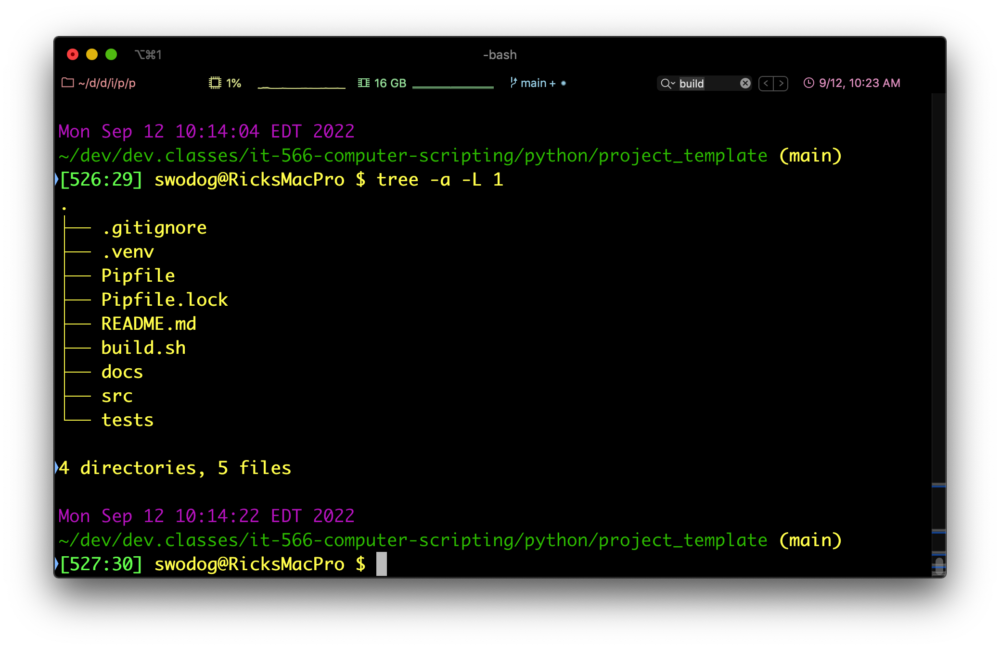 ⌥⌘1 -bash
~/d/d/i/p/p 1% 16 GB main + build 9/12, 10:23 AM
Mon Sep 12 10:14:04 EDT 2022
~/dev/dev.classes/it-566-computer-scripting/python/project_template (main)
[526:29] swodog@RicksMacPro $ tree -a -L 1
.
├── .gitignore
├── .venv
├── Pipfile
├── Pipfile.lock
├── README.md
├── build.sh
├── docs
├── src
└── tests
4 directories, 5 files
Mon Sep 12 10:14:22 EDT 2022
~/dev/dev.classes/it-566-computer-scripting/python/project_template (main)
[527:30] swodog@RicksMacPro $